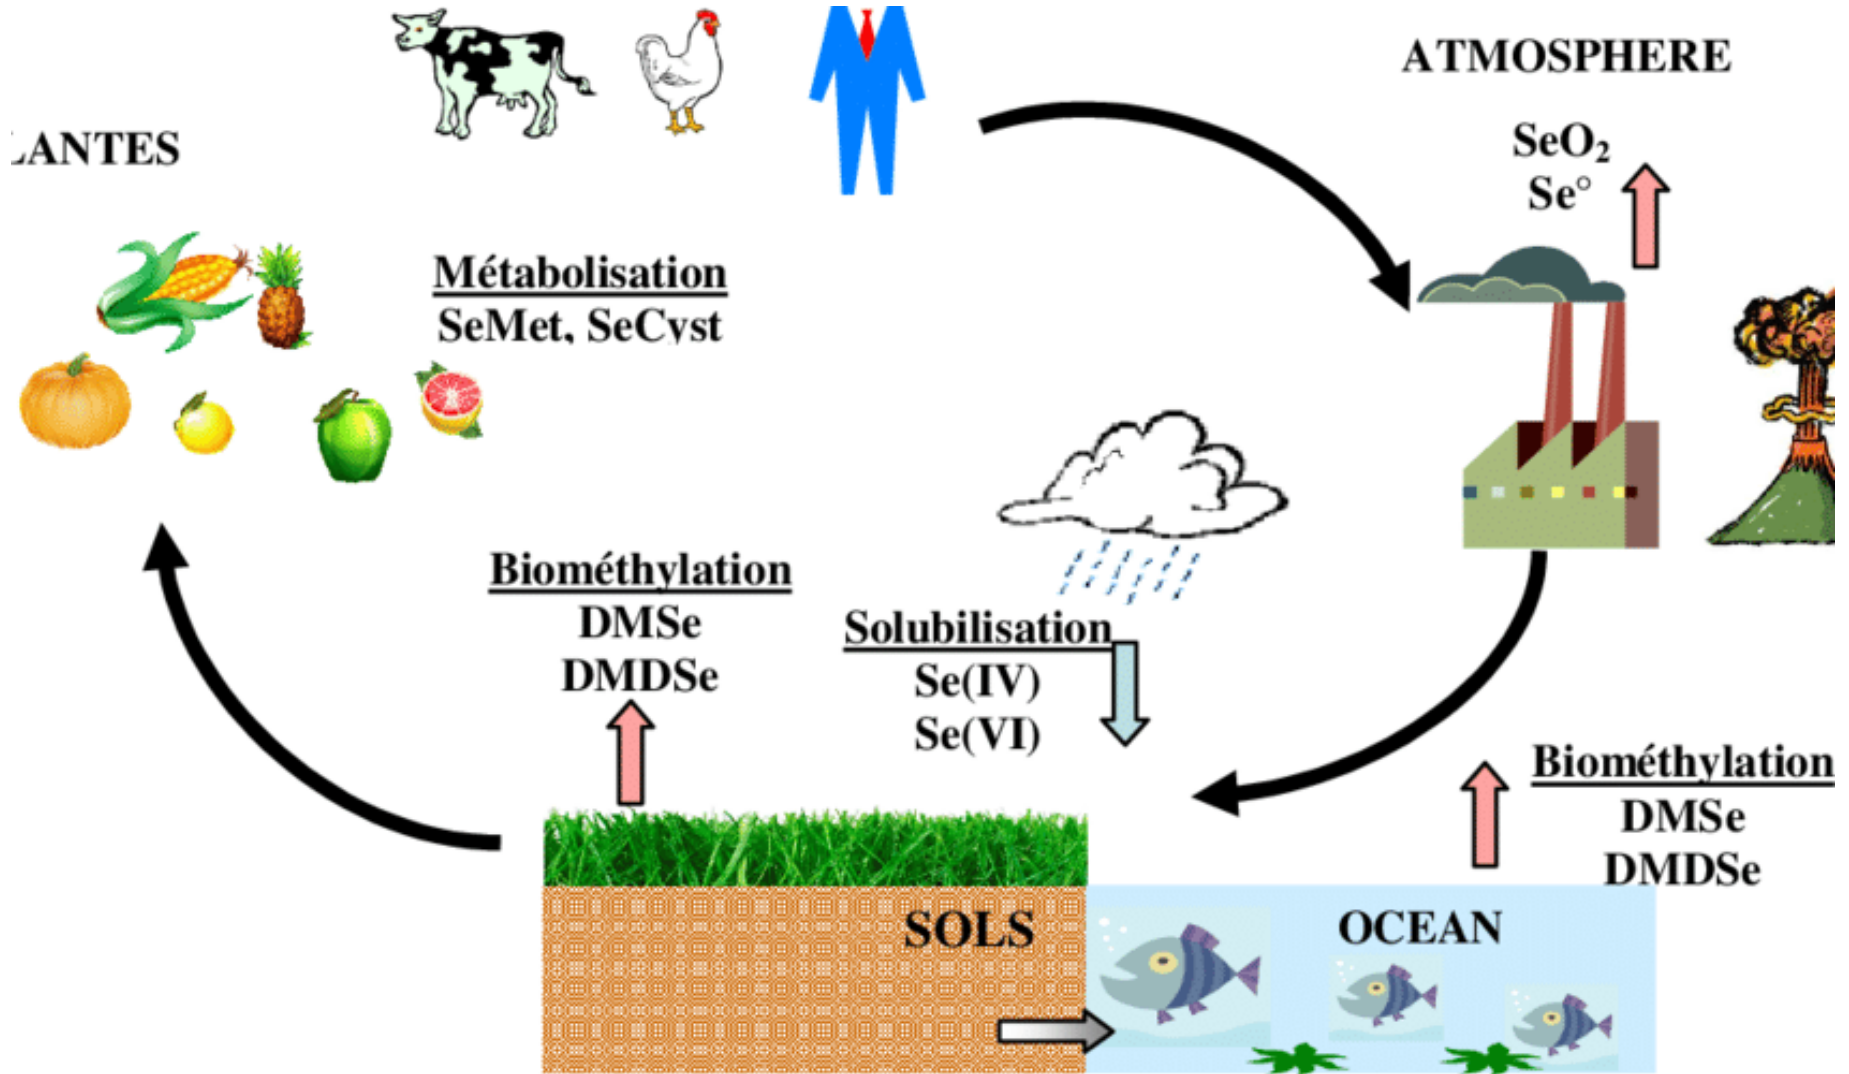 ATMOSPHERE
LANTES
SeO₂
Se°
Métabolisation
SeMet, SeCyst
Biométhylation
DMSe
DMDSe
Solubilisation
Se(IV)
Se(VI)
Biométhylation
DMSe
DMDSe
SOLS
OCEAN